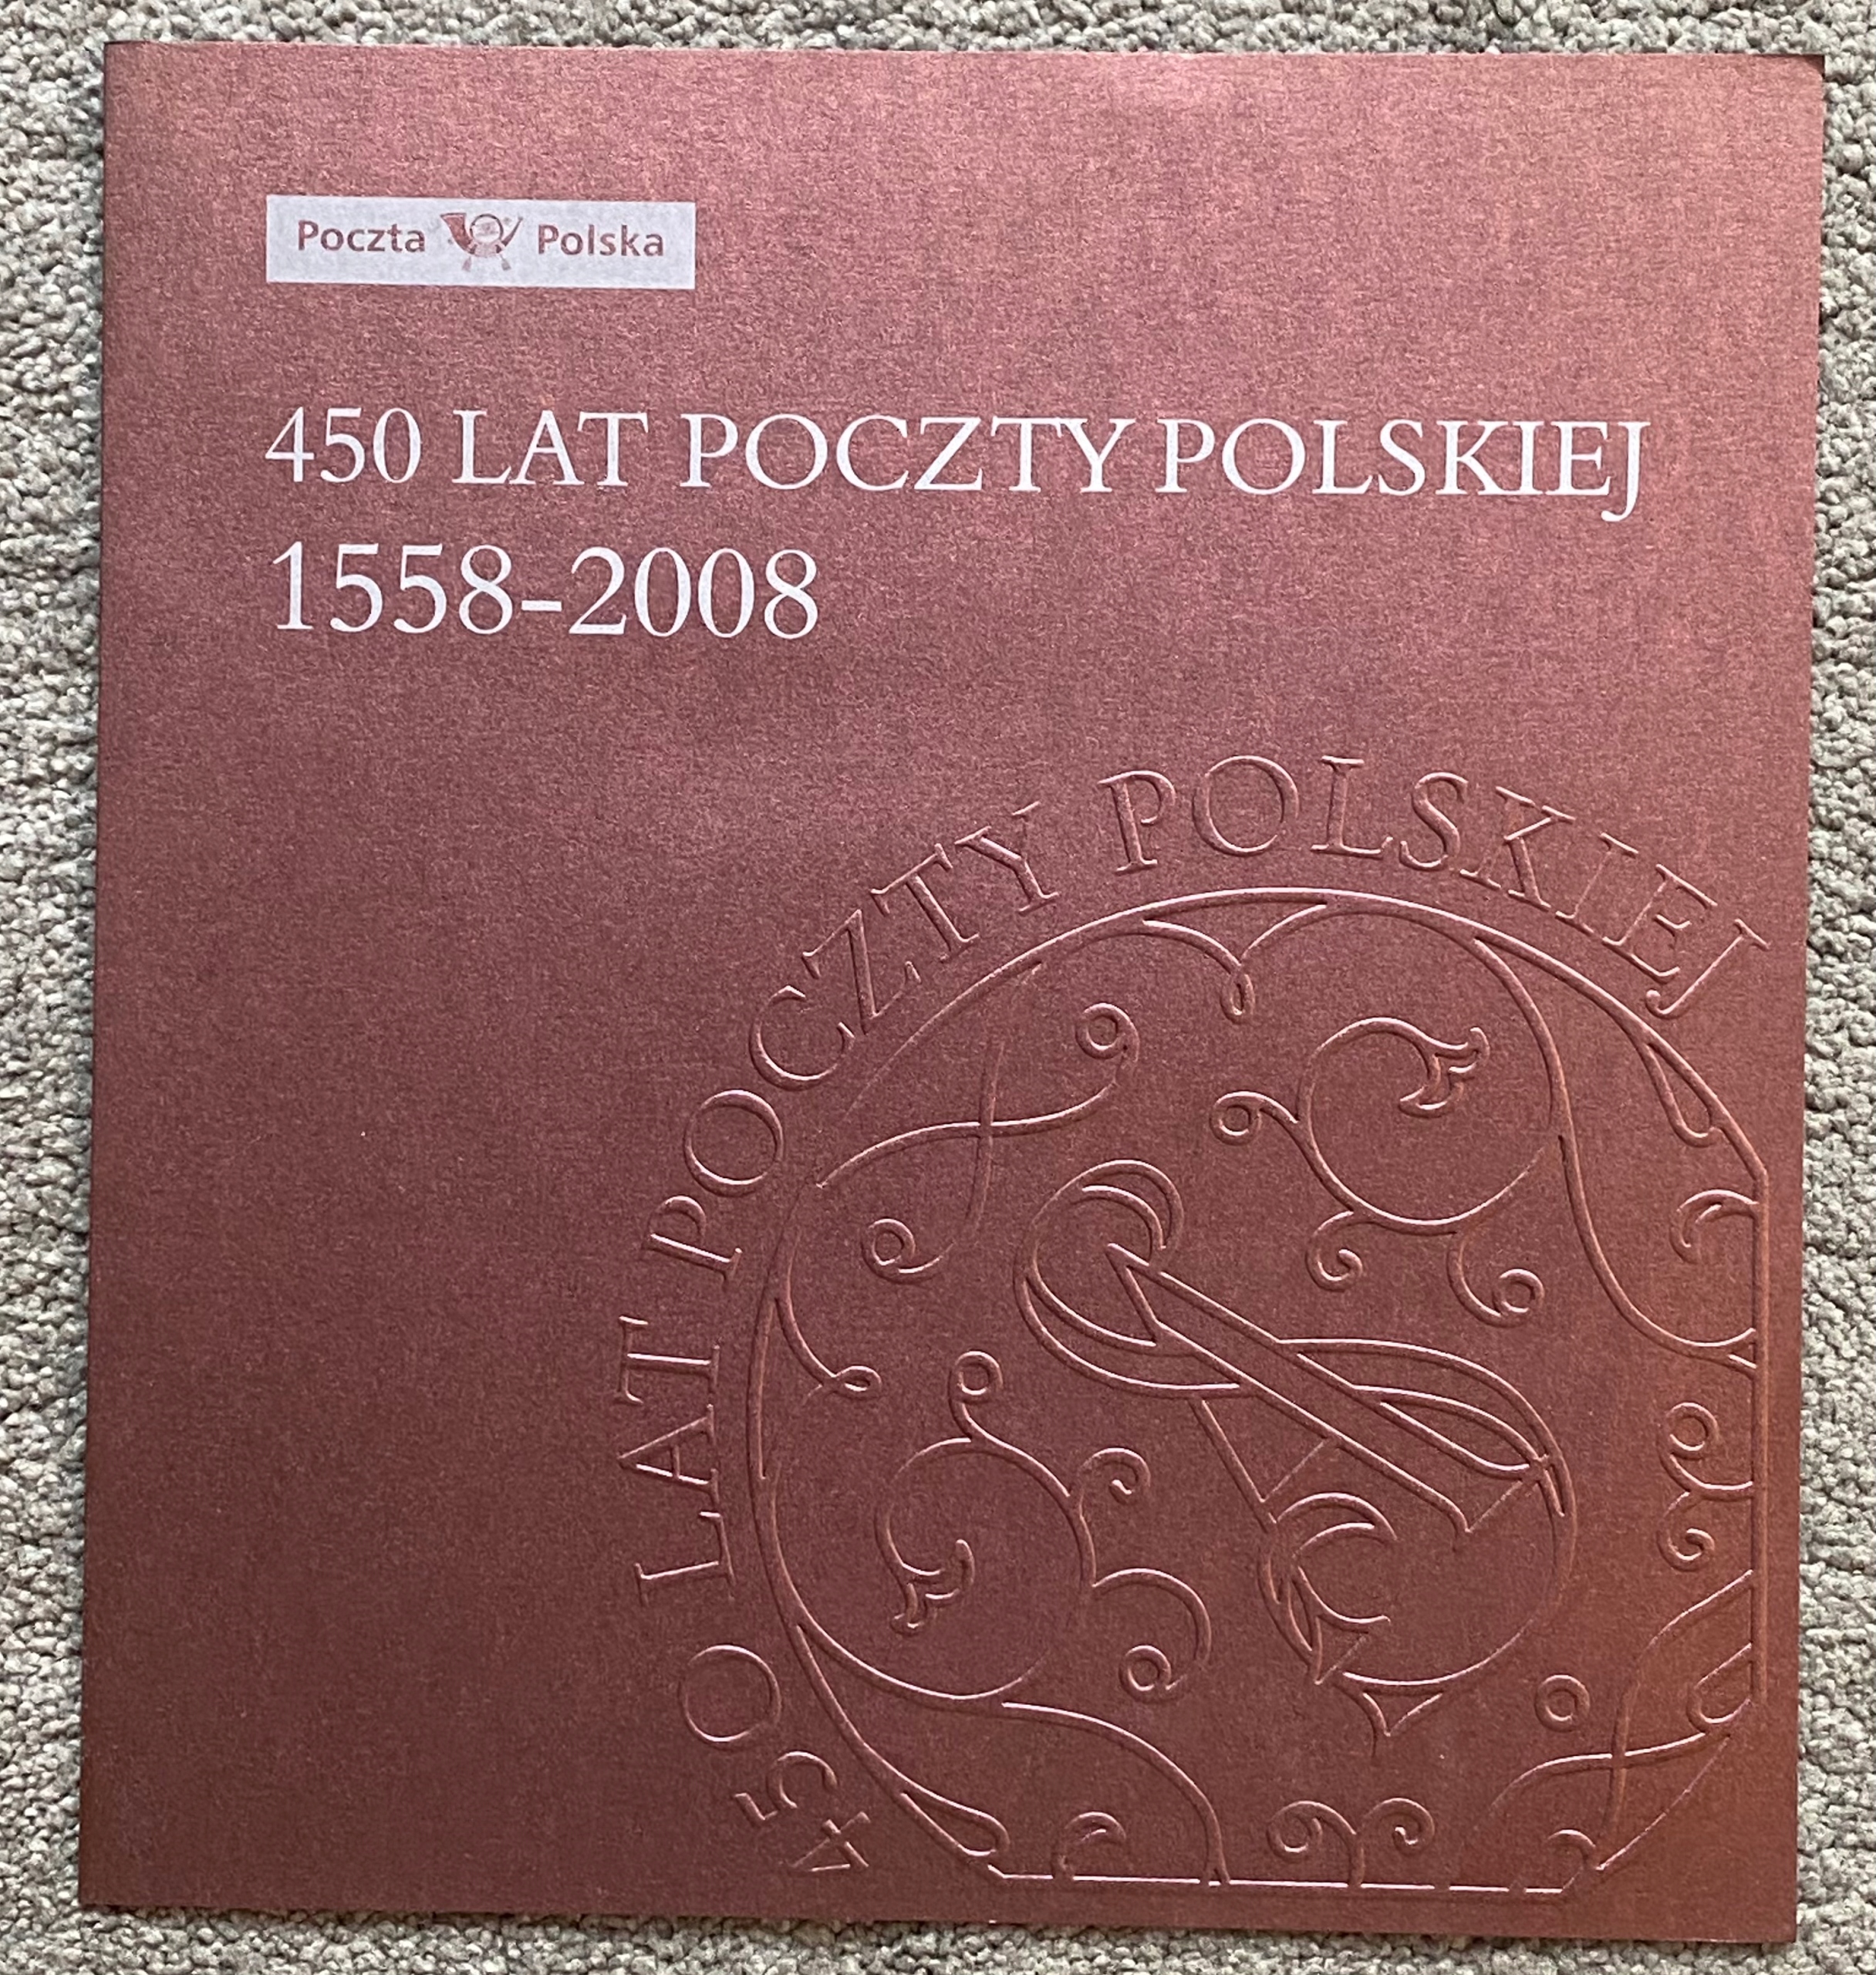 Poczta Polska
450 LAT POCZTY POLSKIEJ
1558-2008
450 LAT POCZTY POLSKIEJ